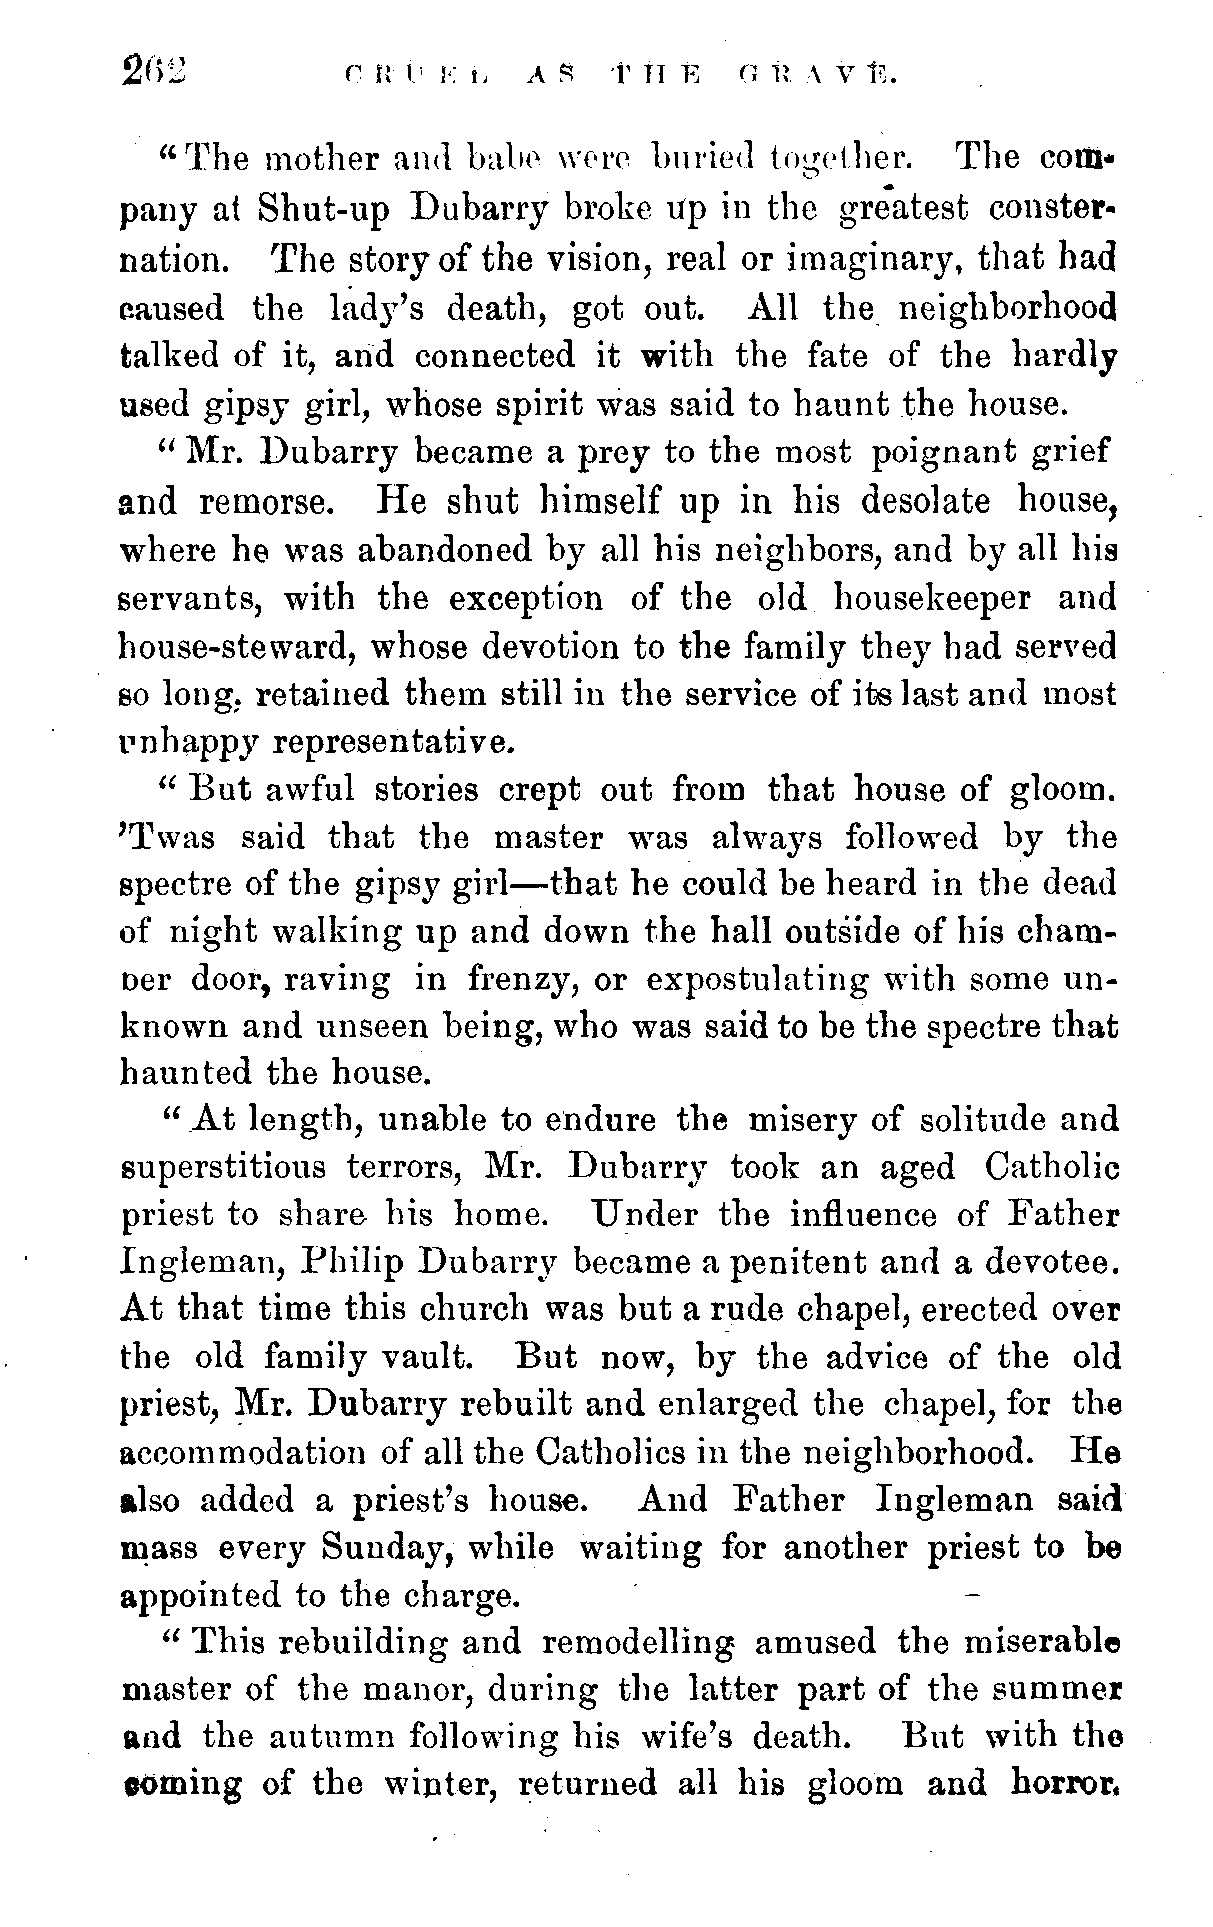 262 CRUEL AS THE GRAVE.
"The mother and babe were buried together. The com-
pany at Shut-up Dubarry broke up in the greatest conster-
nation. The story of the vision, real or imaginary, that had
caused the lady's death, got out. All the neighborhood
talked of it, and connected it with the fate of the hardly
used gipsy girl, whose spirit was said to haunt the house.
"Mr. Dubarry became a prey to the most poignant grief
and remorse. He shut himself up in his desolate house,
where he was abandoned by all his neighbors, and by all his
servants, with the exception of the old housekeeper and
house-steward, whose devotion to the family they had served
so long, retained them still in the service of its last and most
unhappy representative.
"But awful stories crept out from that house of gloom.
'Twas said that the master was always followed by the
spectre of the gipsy girl—that he could be heard in the dead
of night walking up and down the hall outside of his cham-
ber door, raving in frenzy, or expostulating with some un-
known and unseen being, who was said to be the spectre that
haunted the house.
"At length, unable to endure the misery of solitude and
superstitious terrors, Mr. Dubarry took an aged Catholic
priest to share his home. Under the influence of Father
Ingleman, Philip Dubarry became a penitent and a devotee.
At that time this church was but a rude chapel, erected over
the old family vault. But now, by the advice of the old
priest, Mr. Dubarry rebuilt and enlarged the chapel, for the
accommodation of all the Catholics in the neighborhood. He
also added a priest's house. And Father Ingleman said
mass every Sunday, while waiting for another priest to be
appointed to the charge.
"This rebuilding and remodelling amused the miserable
master of the manor, during the latter part of the summer
and the autumn following his wife's death. But with the
coming of the winter, returned all his gloom and horror.